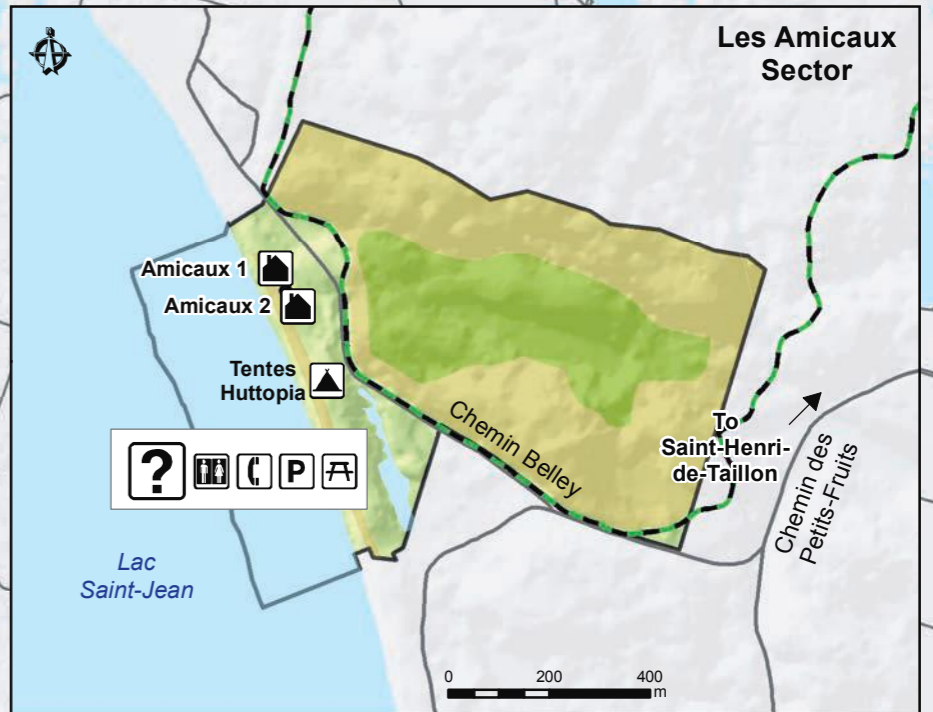 Les Amicaux
Sector
Amicaux 1
Amicaux 2
Tentes
Huttopia
Chemin Belley
To
Saint-Henri-
de-Taillon
Chemin des
Petits-Fruits
?
P
Lac
Saint-Jean
0 200 400
m